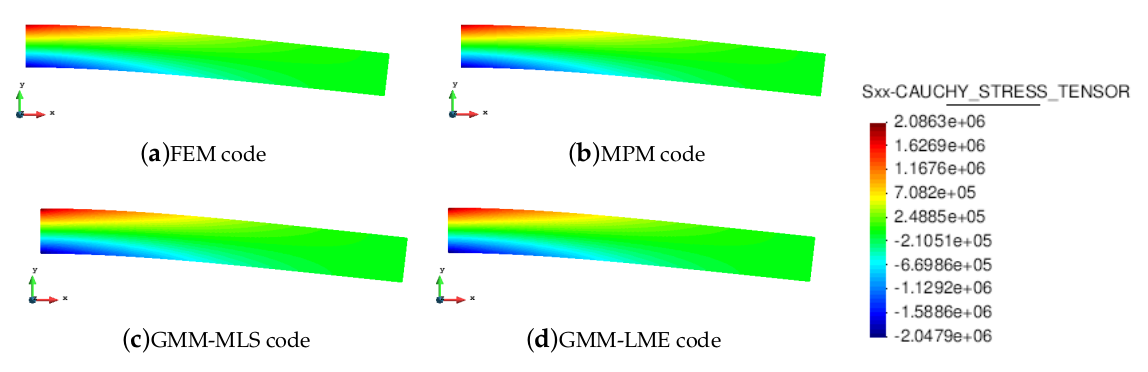 y
x
(a)FEM code
y
x
(b)MPM code
Sxx-CAUCHY_STRESS_TENSOR
2.0863e+06
1.6269e+06
1.1676e+06
7.082e+05
2.4885e+05
-2.1051e+05
-6.6986e+05
-1.1292e+06
-1.5886e+06
-2.0479e+06
y
x
(c)GMM-MLS code
y
x
(d)GMM-LME code